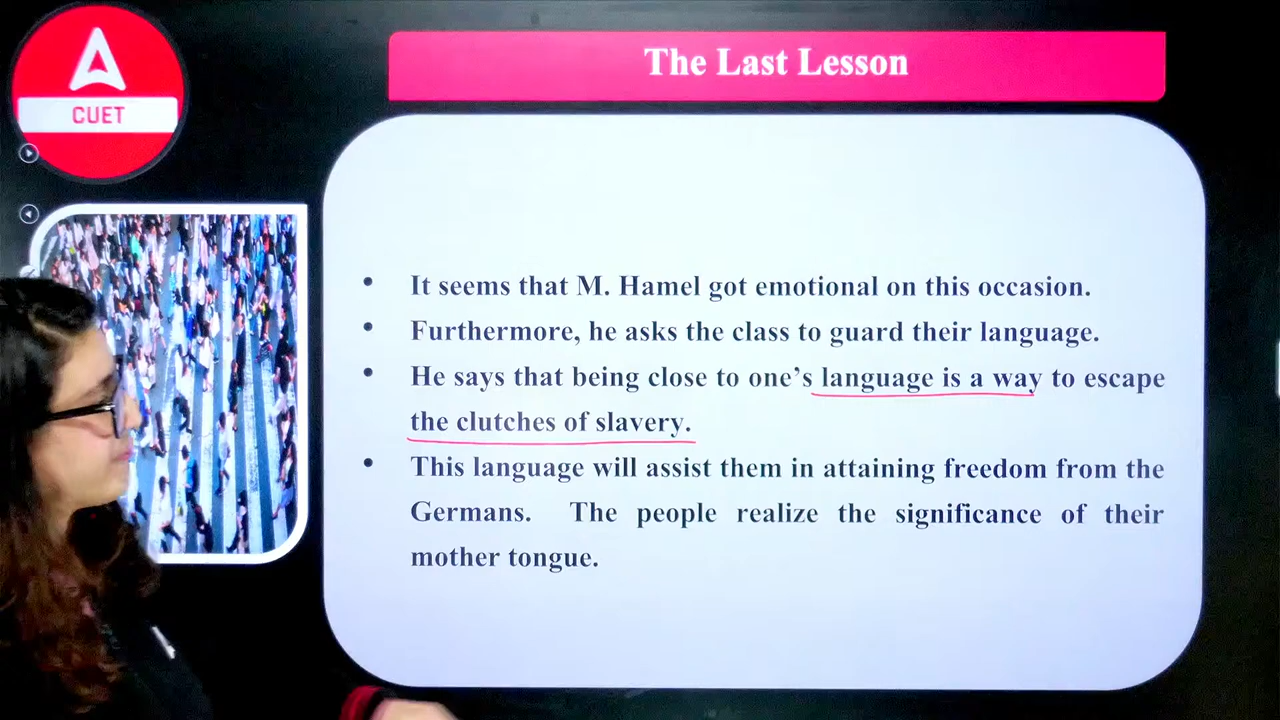 The Last Lesson
CUET
• It seems that M. Hamel got emotional on this occasion.
• Furthermore, he asks the class to guard their language.
• He says that being close to one’s language is a way to escape
the clutches of slavery.
• This language will assist them in attaining freedom from the
Germans. The people realize the significance of their
mother tongue.